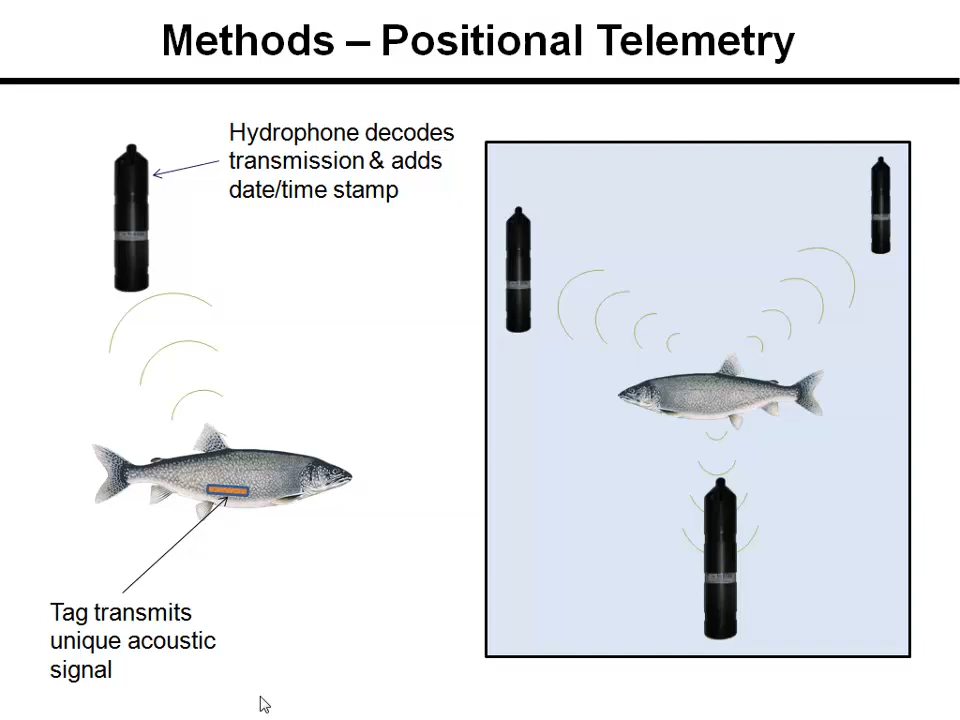 Methods – Positional Telemetry
Hydrophone decodes
transmission & adds
date/time stamp
Tag transmits
unique acoustic
signal